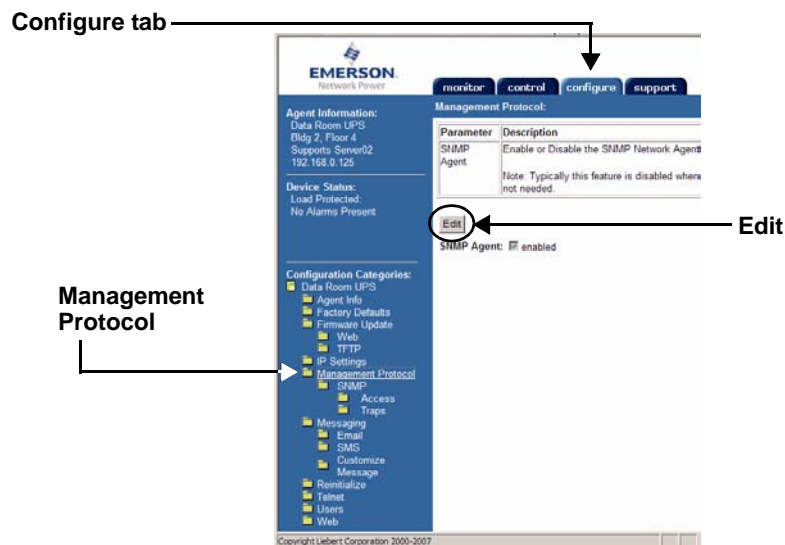 Configure tab
EMERSON.
Network Power
monitor control configure support
Management Protocol:
Agent Information:
Data Room UPS
Bldg 2, Floor 4
Supports Server02
192.168.0.125
Device Status:
Load Protected:
No Alarms Present
Parameter Description
SNMP Agent Enable or Disable the SNMP Network Agent
Note: Typically this feature is disabled when
not needed.
Edit
Edit
SNMP Agent: enabled
Management
Protocol
Configuration Categories:
Data Room UPS
Agent Info
Factory Defaults
Firmware Update
Web
TFTP
IP Settings
Management Protocol
SNMP
Access
Traps
Messaging
Email
SMS
Customize
Message
Reinitialize
Telnet
Users
Web
Copyright Liebert Corporation 2000-2007